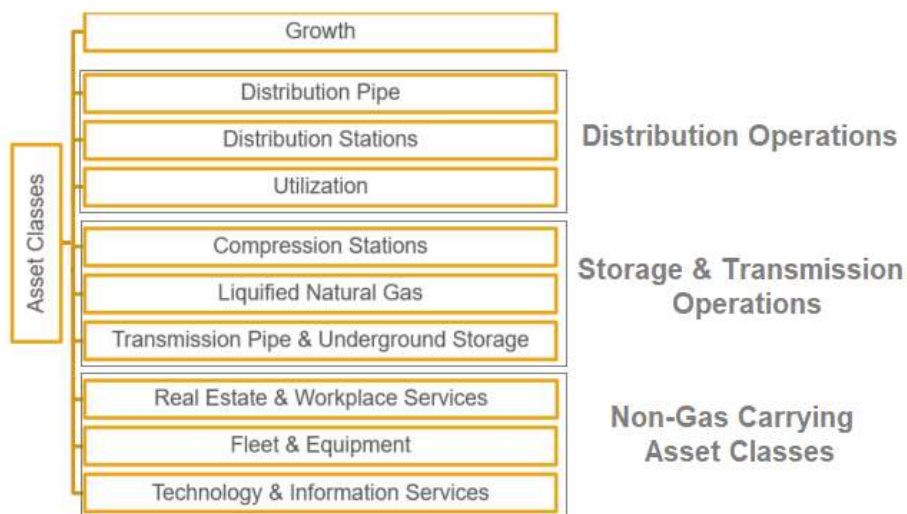 Growth
Distribution Pipe
Distribution Stations
Utilization
Distribution Operations
Asset Classes
Compression Stations
Liquified Natural Gas
Transmission Pipe & Underground Storage
Storage & Transmission
Operations
Real Estate & Workplace Services
Fleet & Equipment
Technology & Information Services
Non-Gas Carrying
Asset Classes